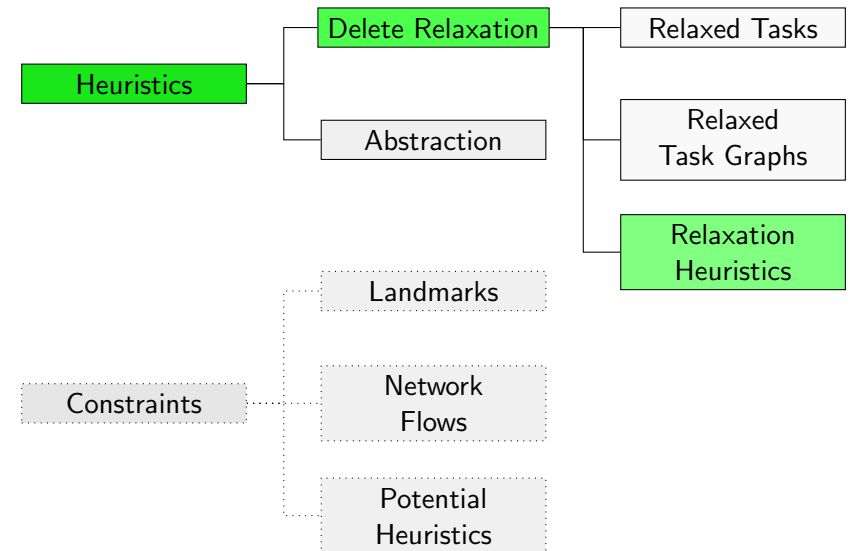 Delete Relaxation
Relaxed Tasks
Heuristics
Abstraction
Relaxed
Task Graphs
Relaxation
Heuristics
Landmarks
Constraints
Network
Flows
Potential
Heuristics